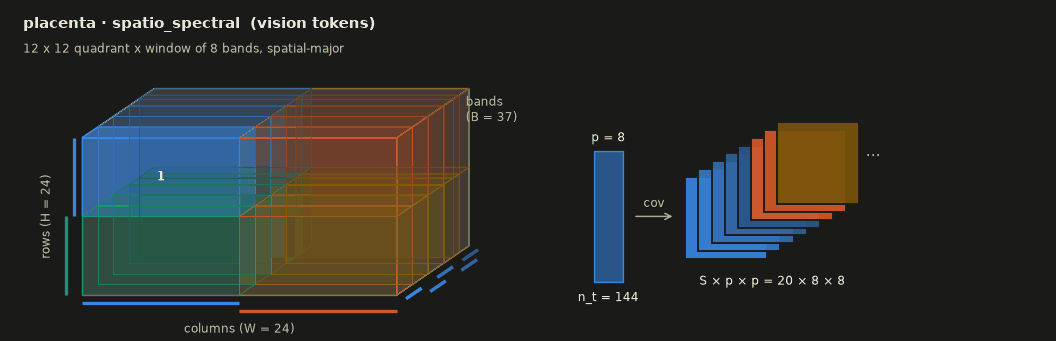 placenta · spatio_spectral  (vision tokens)
12 x 12 quadrant x window of 8 bands, spatial-major
bands
(B = 37)
1
rows (H = 24)
columns (W = 24)
p = 8
n_t = 144
cov
...
S × p × p = 20 × 8 × 8